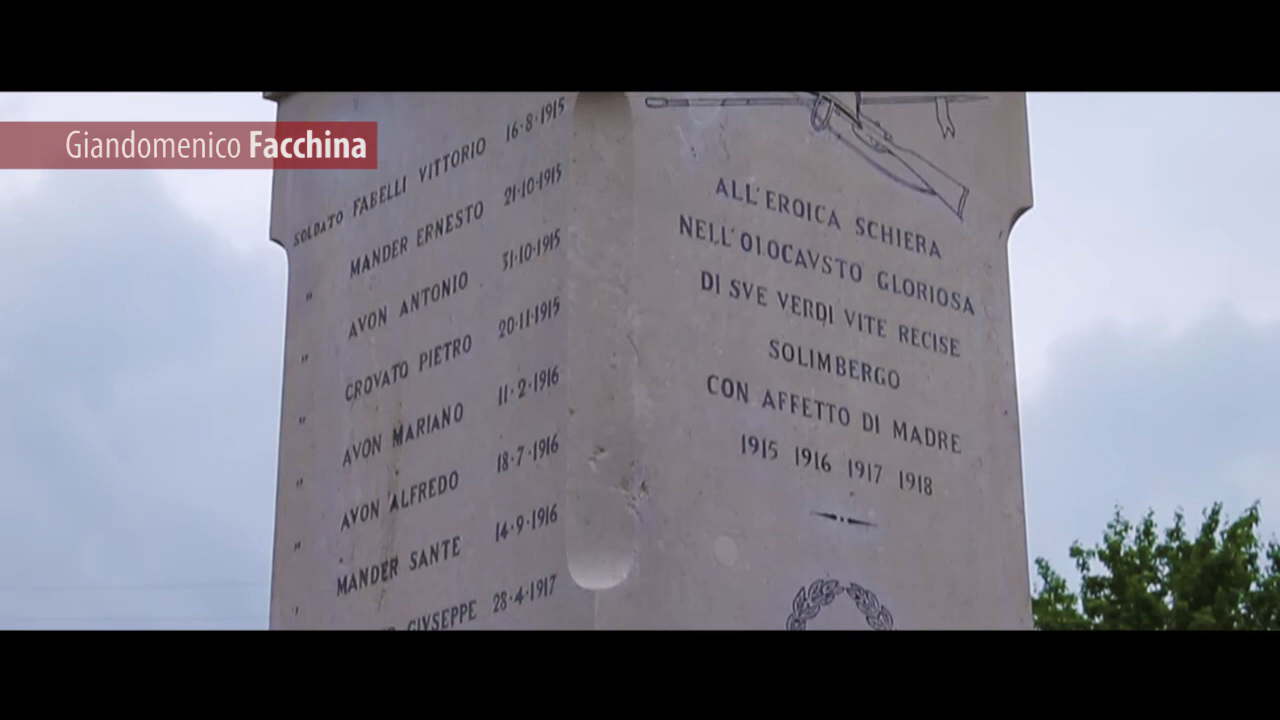 Giandomenico Facchina
SOLDATO FABELLI VITTORIO 16·8·1915
" MANDER ERNESTO 21·10·1915
" AVON ANTONIO 31·10·1915
" CROVATO PIETRO 20·11·1915
" AVON MARIANO 11·2·1916
" AVON ALFREDO 18·7·1916
" MANDER SANTE 14·9·1916
GIVSEPPE 28·4·1917
ALL'EROICA SCHIERA
NELL'OLOCAVSTO GLORIOSA
DI SVE VERDI VITE RECISE
SOLIMBERGO
CON AFFETTO DI MADRE
1915 1916 1917 1918